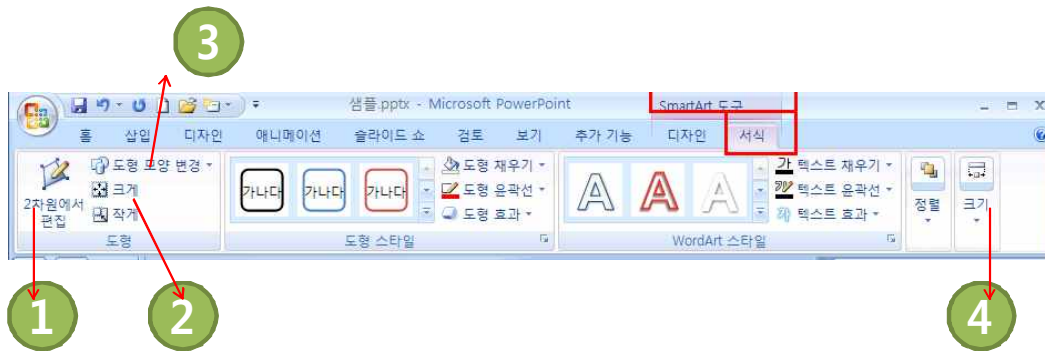 3
샘플.pptx - Microsoft PowerPoint
SmartArt 도구
홈 삽입 디자인 애니메이션 슬라이드 쇼 검토 보기 추가 기능 디자인 서식
2차원에서
편집
도형 모양 변경
크게
작게
도형
가나다 가나다 가나다
도형 채우기
도형 윤곽선
도형 효과
도형 스타일
A A A
가 텍스트 채우기
가 텍스트 윤곽선
텍스트 효과
WordArt 스타일
정렬
크기
1
2
4